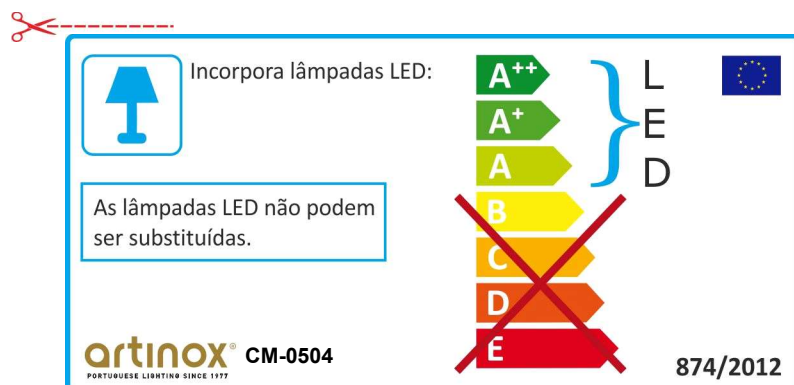 Incorpora lâmpadas LED:
As lâmpadas LED não podem
ser substituídas.
A++
A+
A
B
C
D
E
L
E
D
artinox® CM-0504
PORTUGUESE LIGHTING SINCE 1977
874/2012